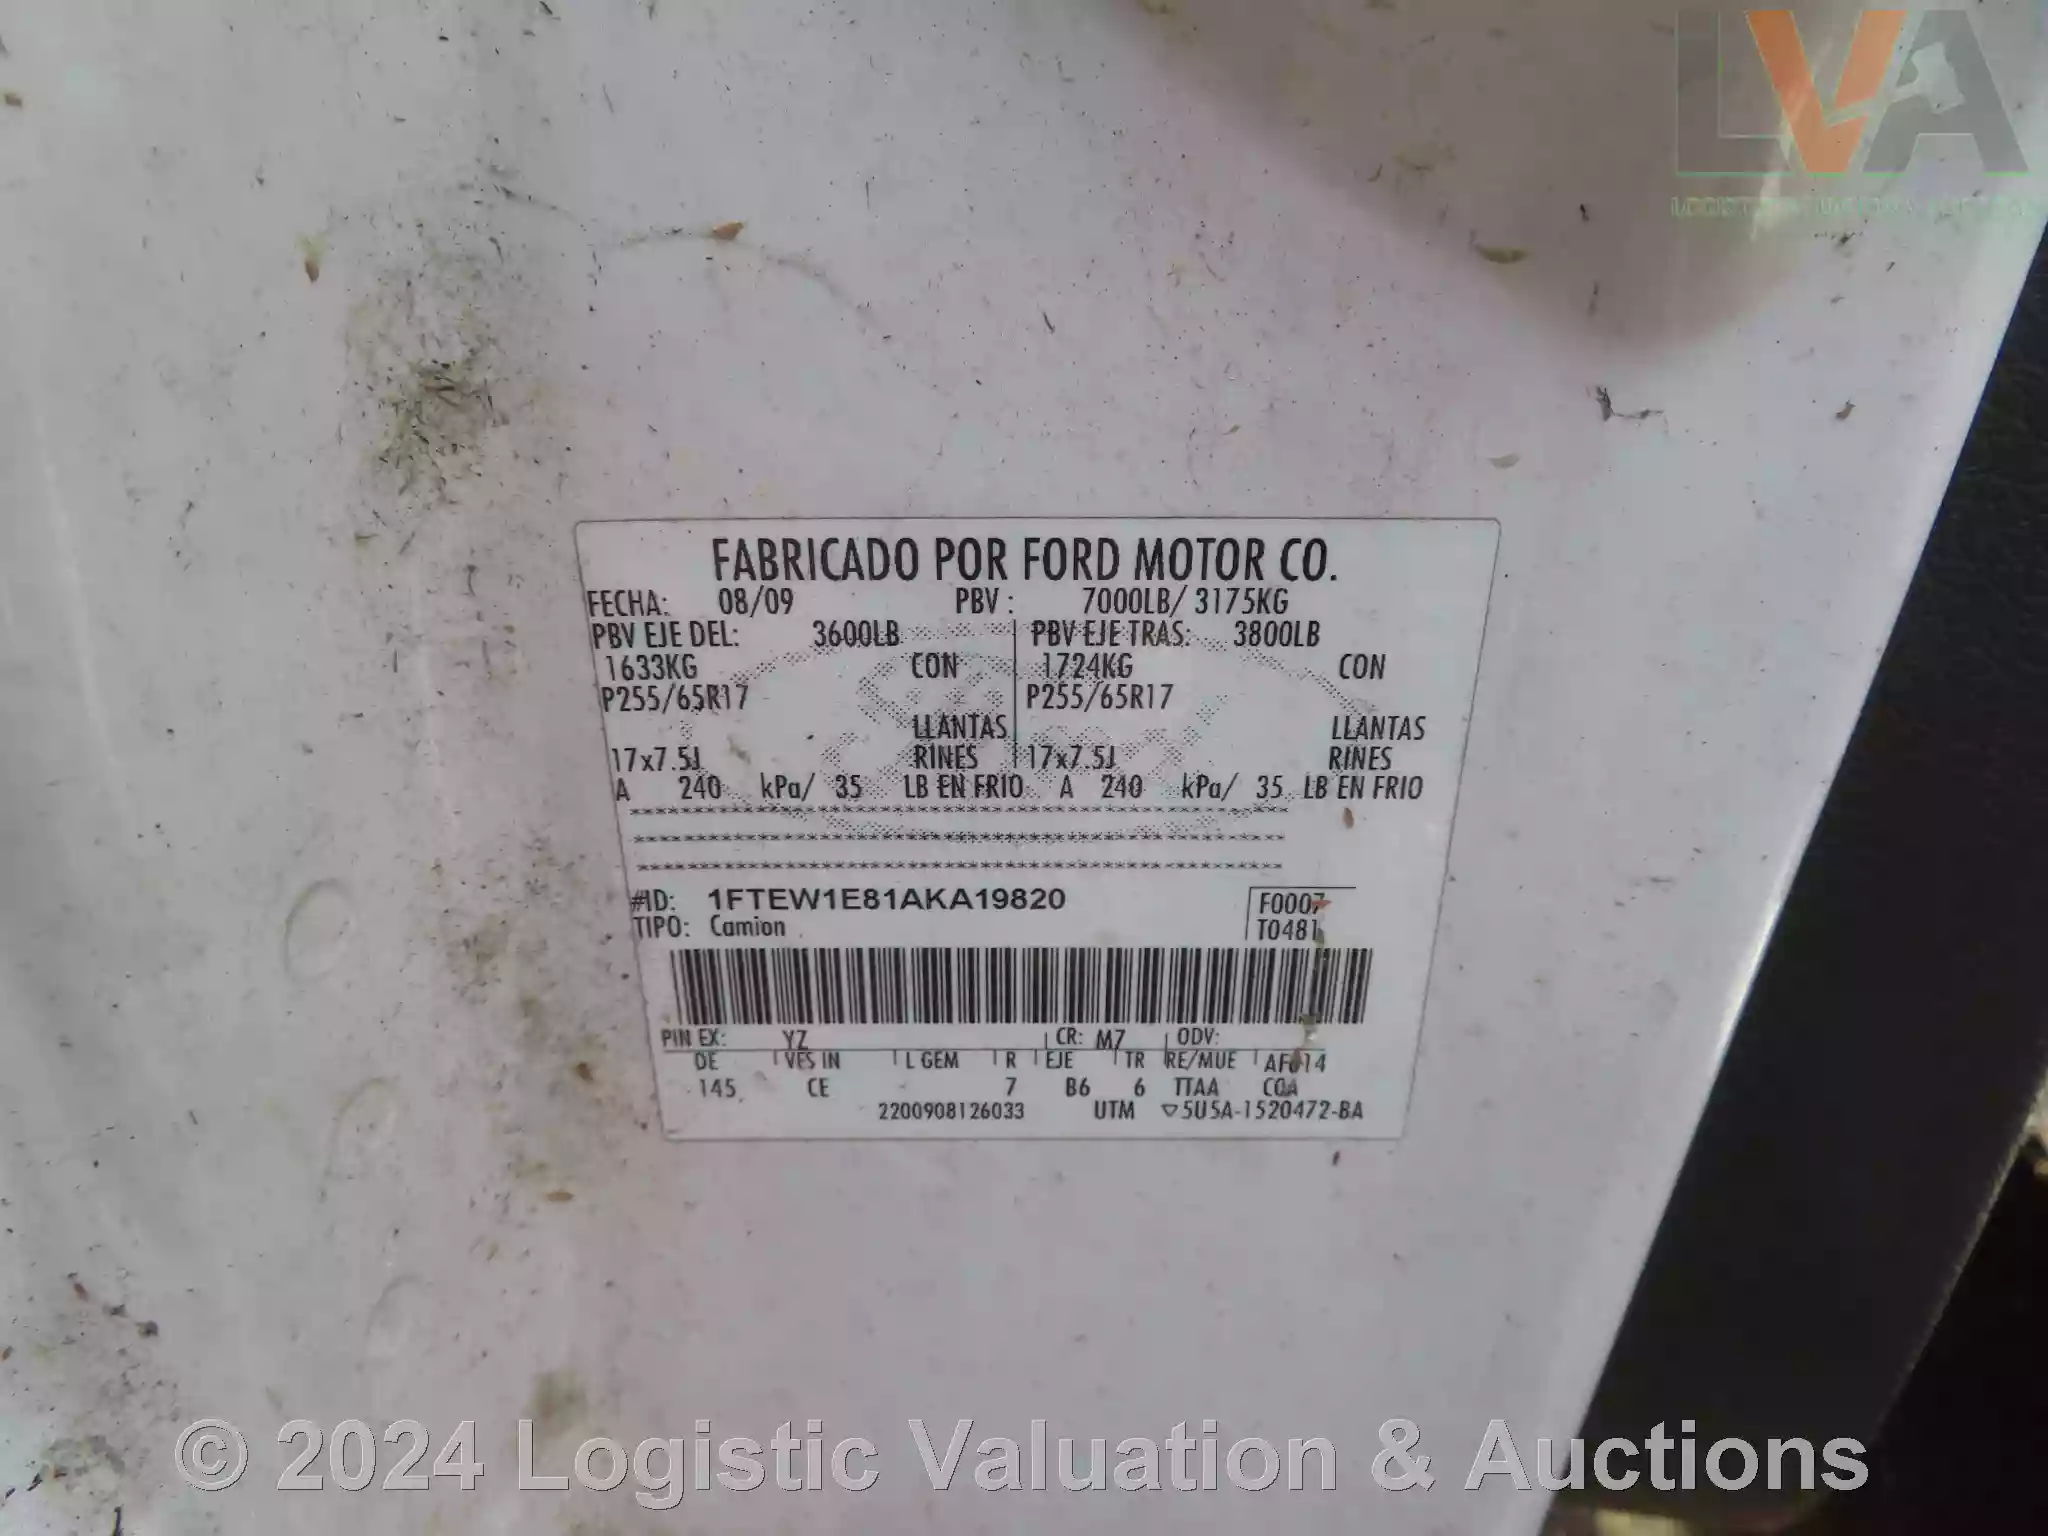 LVA
FABRICADO POR FORD MOTOR CO.
FECHA: 08/09 PBV: 7000LB/ 3175KG
PBV EJE DEL: 3600LB PBV EJE TRAS: 3800LB
1633KG CON 1724KG CON
P255/65R17 P255/65R17
LLANTAS LLANTAS
17x7.5J RINES 17x7.5J RINES
A 240 kPa/ 35 LB EN FRIO A 240 kPa/ 35 LB EN FRIO
****************************************************
****************************************************
****************************************************
#ID: 1FTEW1E81AKA19820 F0007
TIPO: Camion T0481
PIN EX: YZ CR: M7 ODV:
DE VES IN L GEM R EJE TR RE/MUE AF614
145 CE 7 B6 6 TTAA CQA
2200908126033 UTM ▽5U5A-1520472-BA
© 2024 Logistic Valuation & Auctions